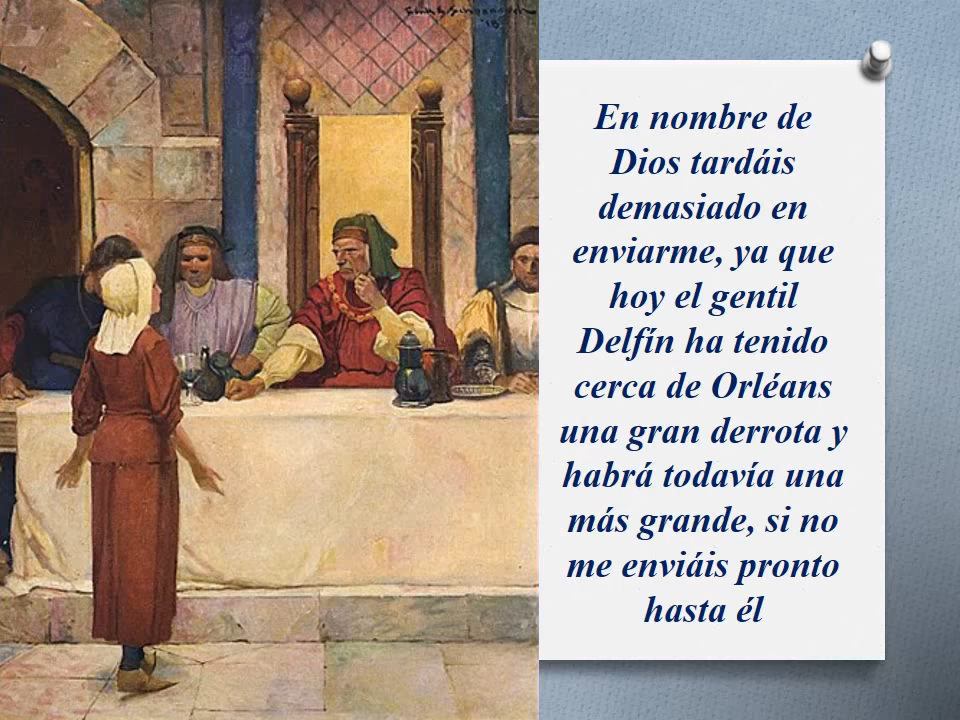 En nombre de
Dios tardáis
demasiado en
enviarme, ya que
hoy el gentil
Delfín ha tenido
cerca de Orléans
una gran derrota y
habrá todavía una
más grande, si no
me enviáis pronto
hasta él